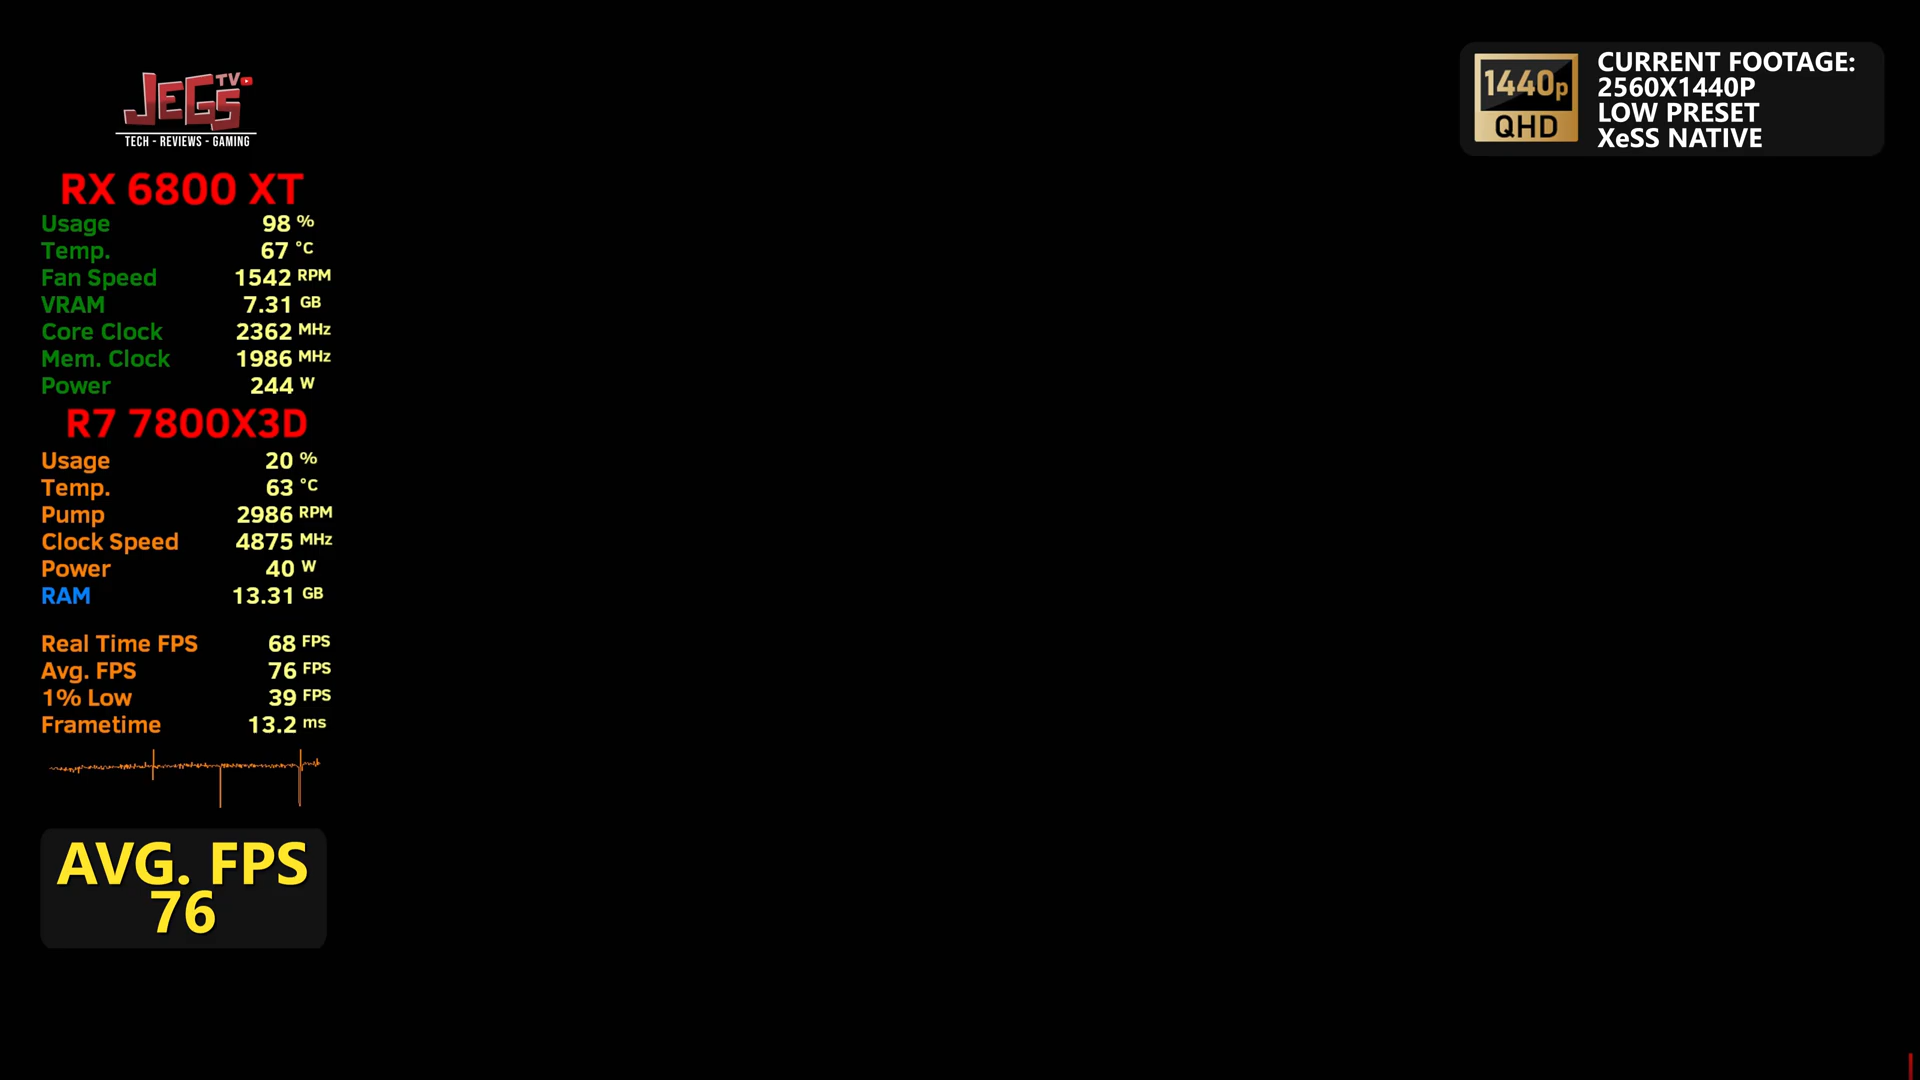 JEGS TV
TECH - REVIEWS - GAMING
RX 6800 XT
Usage 98 %
Temp. 67 °C
Fan Speed 1542 RPM
VRAM 7.31 GB
Core Clock 2362 MHz
Mem. Clock 1986 MHz
Power 244 W
R7 7800X3D
Usage 20 %
Temp. 63 °C
Pump 2986 RPM
Clock Speed 4875 MHz
Power 40 W
RAM 13.31 GB
Real Time FPS 68 FPS
Avg. FPS 76 FPS
1% Low 39 FPS
Frametime 13.2 ms
AVG. FPS
76
1440p
QHD
CURRENT FOOTAGE:
2560X1440P
LOW PRESET
XeSS NATIVE